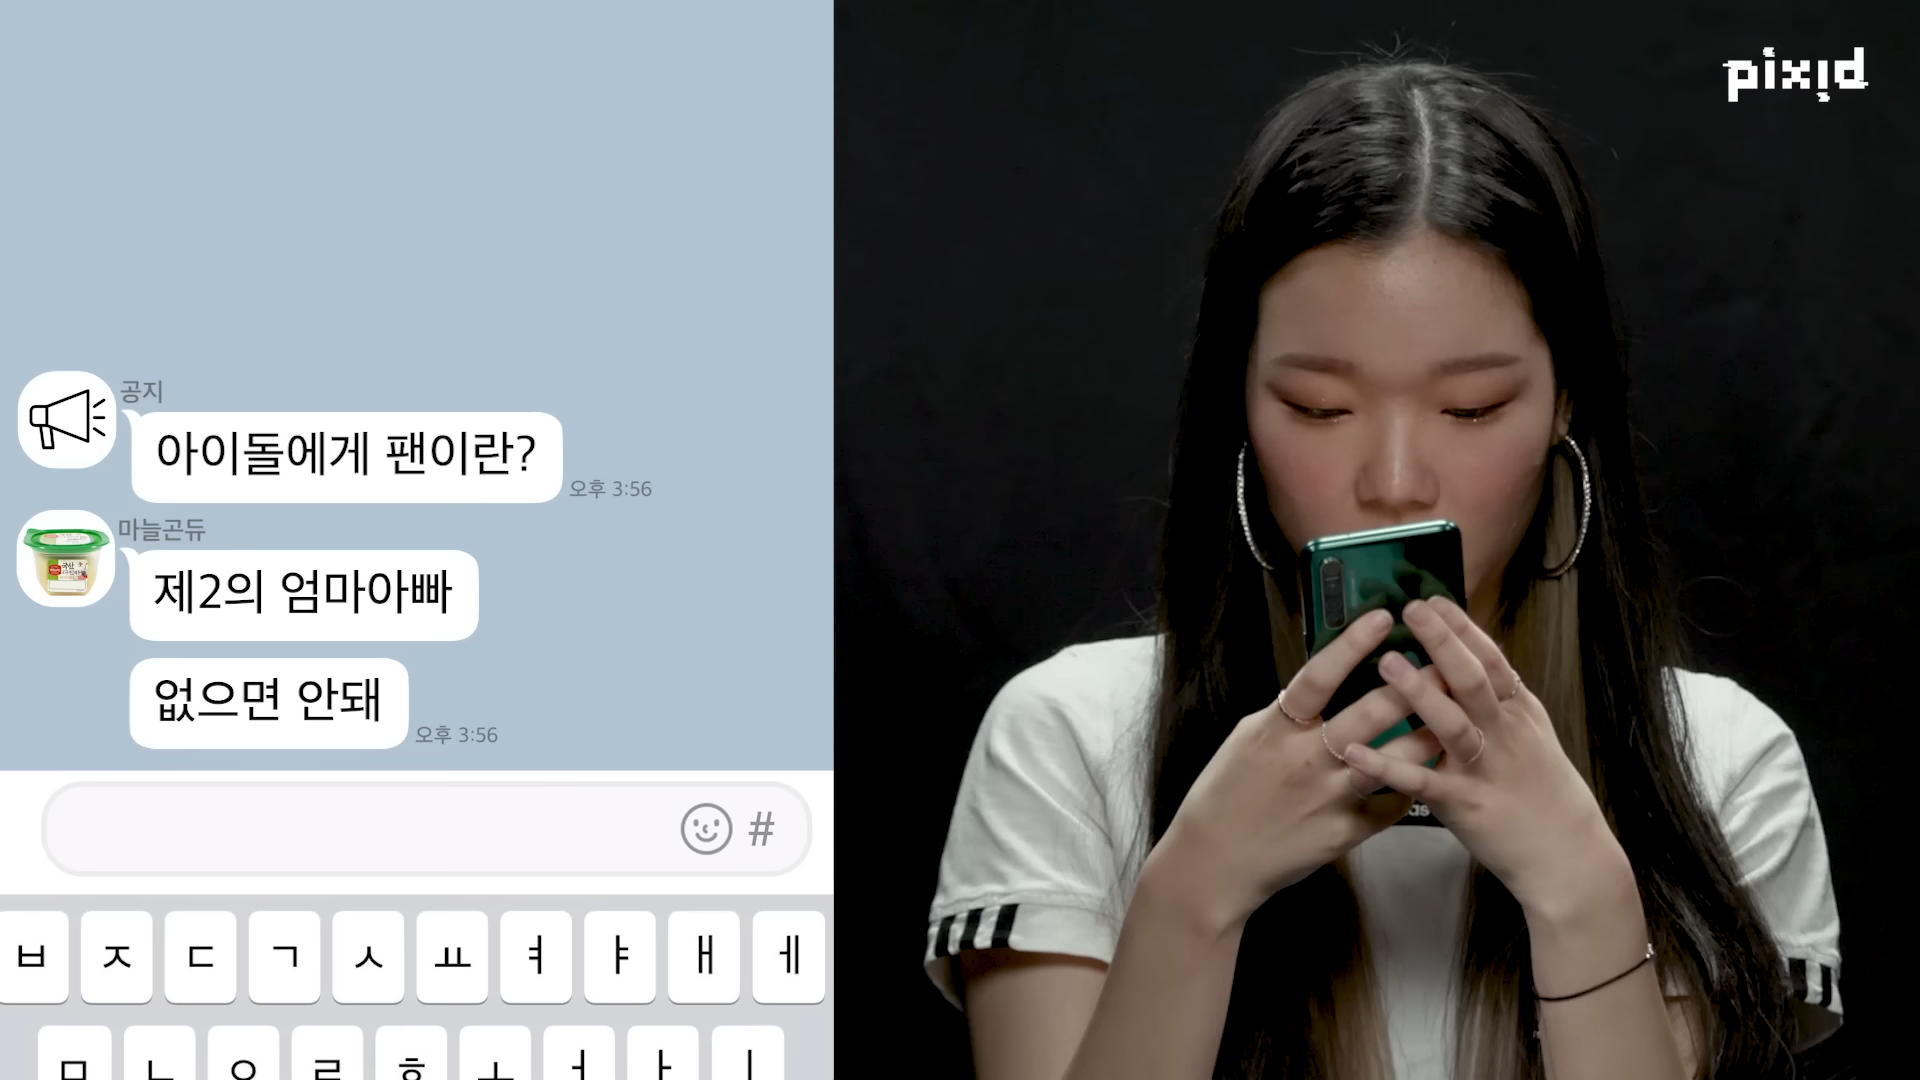 pixid
공지
아이돌에게 팬이란?
오후 3:56
마늘곤듀
제2의 엄마아빠
없으면 안돼
오후 3:56
#
ㅂ ㅈ ㄷ ㄱ ㅅ ㅛ ㅕ ㅑ ㅐ ㅔ
ㅁ ㄴ ㅇ ㄹ ㅎ ㅗ ㅓ ㅏ ㅣ